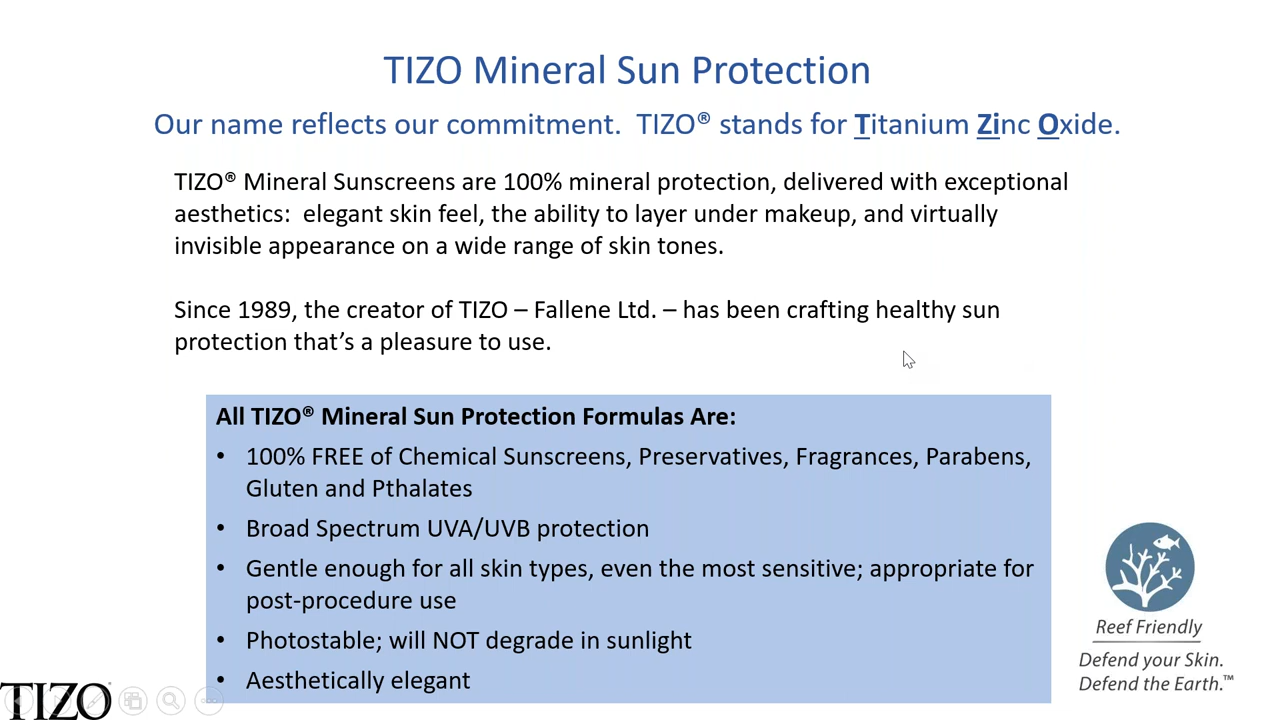 TIZO Mineral Sun Protection
Our name reflects our commitment.  TIZO® stands for Titanium Zinc Oxide.
TIZO® Mineral Sunscreens are 100% mineral protection, delivered with exceptional
aesthetics:  elegant skin feel, the ability to layer under makeup, and virtually
invisible appearance on a wide range of skin tones.
Since 1989, the creator of TIZO – Fallene Ltd. – has been crafting healthy sun
protection that’s a pleasure to use.
All TIZO® Mineral Sun Protection Formulas Are:
• 100% FREE of Chemical Sunscreens, Preservatives, Fragrances, Parabens,
Gluten and Pthalates
• Broad Spectrum UVA/UVB protection
• Gentle enough for all skin types, even the most sensitive; appropriate for
post-procedure use
• Photostable; will NOT degrade in sunlight
• Aesthetically elegant
Reef Friendly
Defend your Skin.
Defend the Earth.™
TIZO